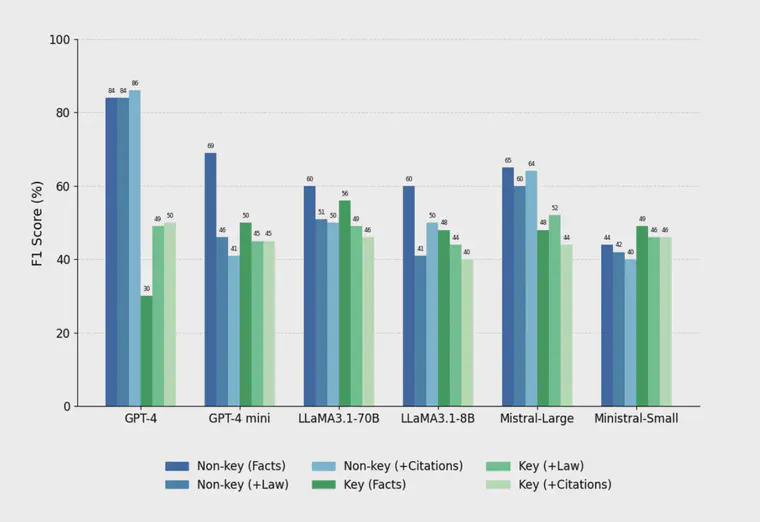 100
80
60
40
20
0
F1 Score (%)
84 84 86 30 49 50
69 46 41 50 45 45
60 51 50 56 49 46
60 41 50 48 44 40
65 60 64 48 52 44
44 42 40 49 46 46
GPT-4 GPT-4 mini LLaMA3.1-70B LLaMA3.1-8B Mistral-Large Ministral-Small
Non-key (Facts) Non-key (+Citations) Key (+Law)
Non-key (+Law) Key (Facts) Key (+Citations)